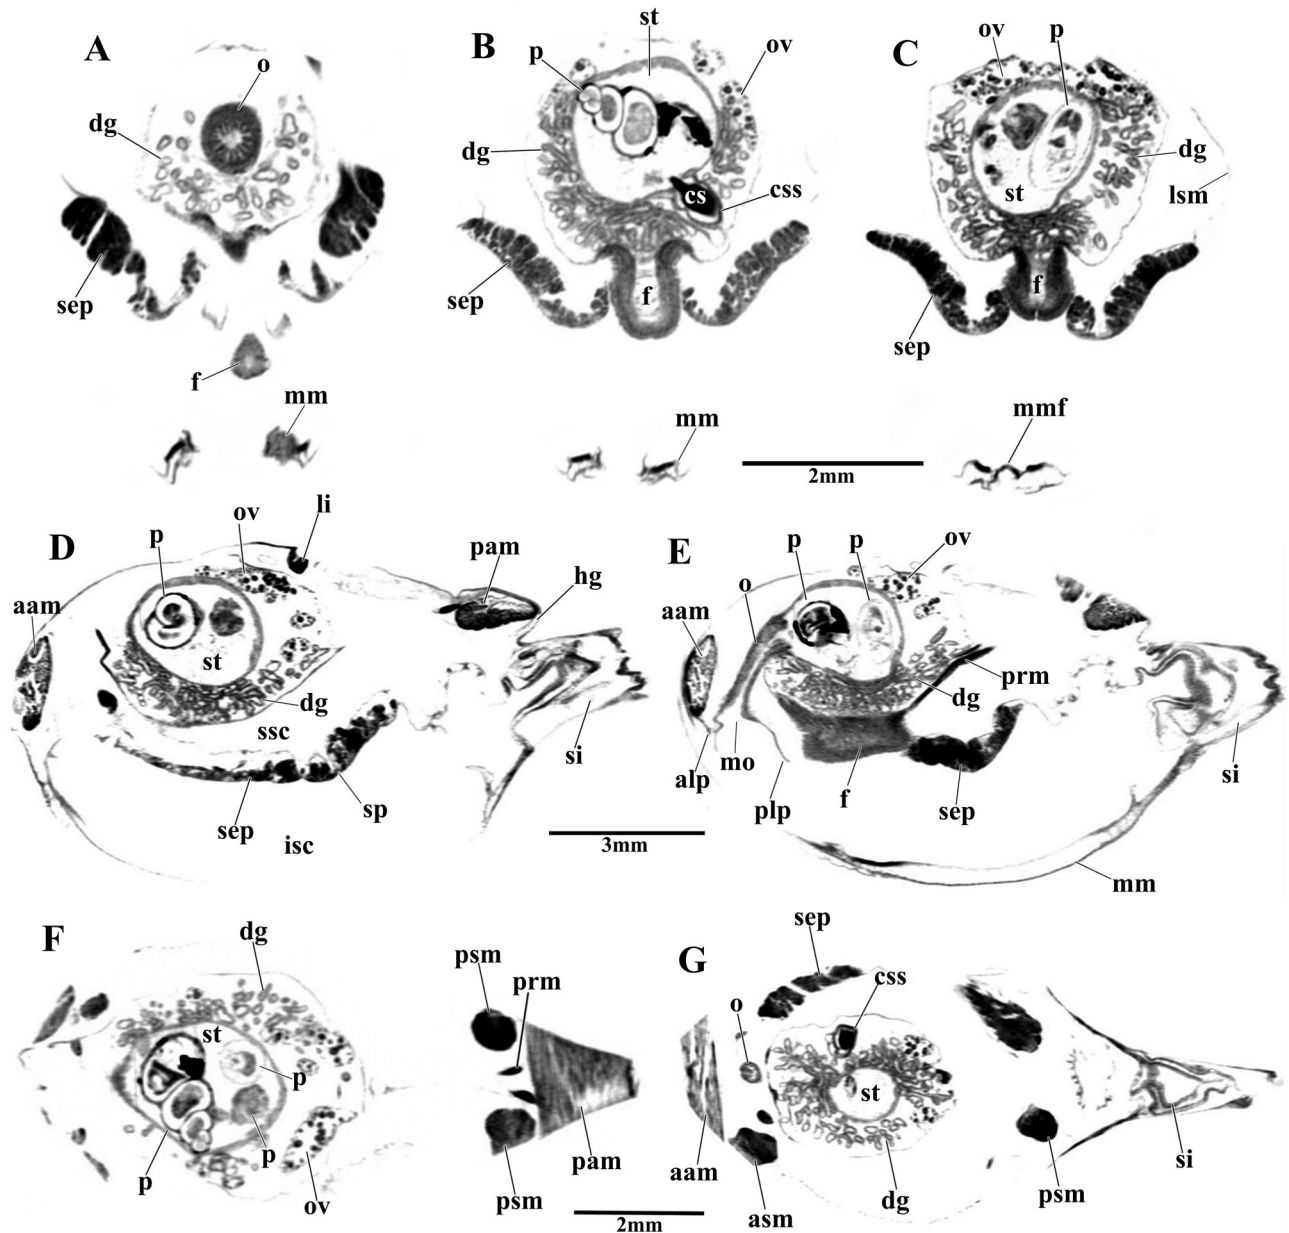 A
o
dg
sep
f
mm
B
st
p
ov
dg
cs
css
sep
f
mm
C
ov
p
dg
st
lsm
f
sep
mmf
2mm
D
p
ov
li
pam
hg
aam
st
dg
ssc
si
sep
sp
isc
3mm
E
p
p
ov
o
aam
prm
dg
alp
mo
plp
f
sep
si
mm
F
dg
st
p
p
p
ov
psm
prm
pam
psm
2mm
G
sep
css
o
st
aam
asm
dg
psm
si